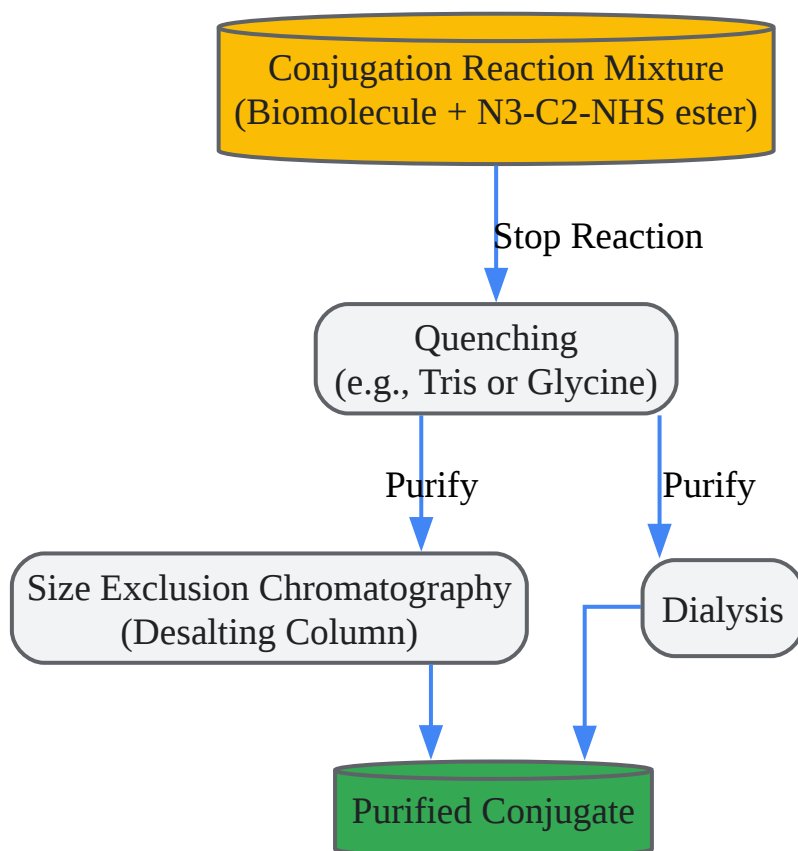 Conjugation Reaction Mixture
(Biomolecule + N3-C2-NHS ester)
Stop Reaction
Quenching
(e.g., Tris or Glycine)
Purify
Purify
Size Exclusion Chromatography
(Desalting Column)
Dialysis
Purified Conjugate